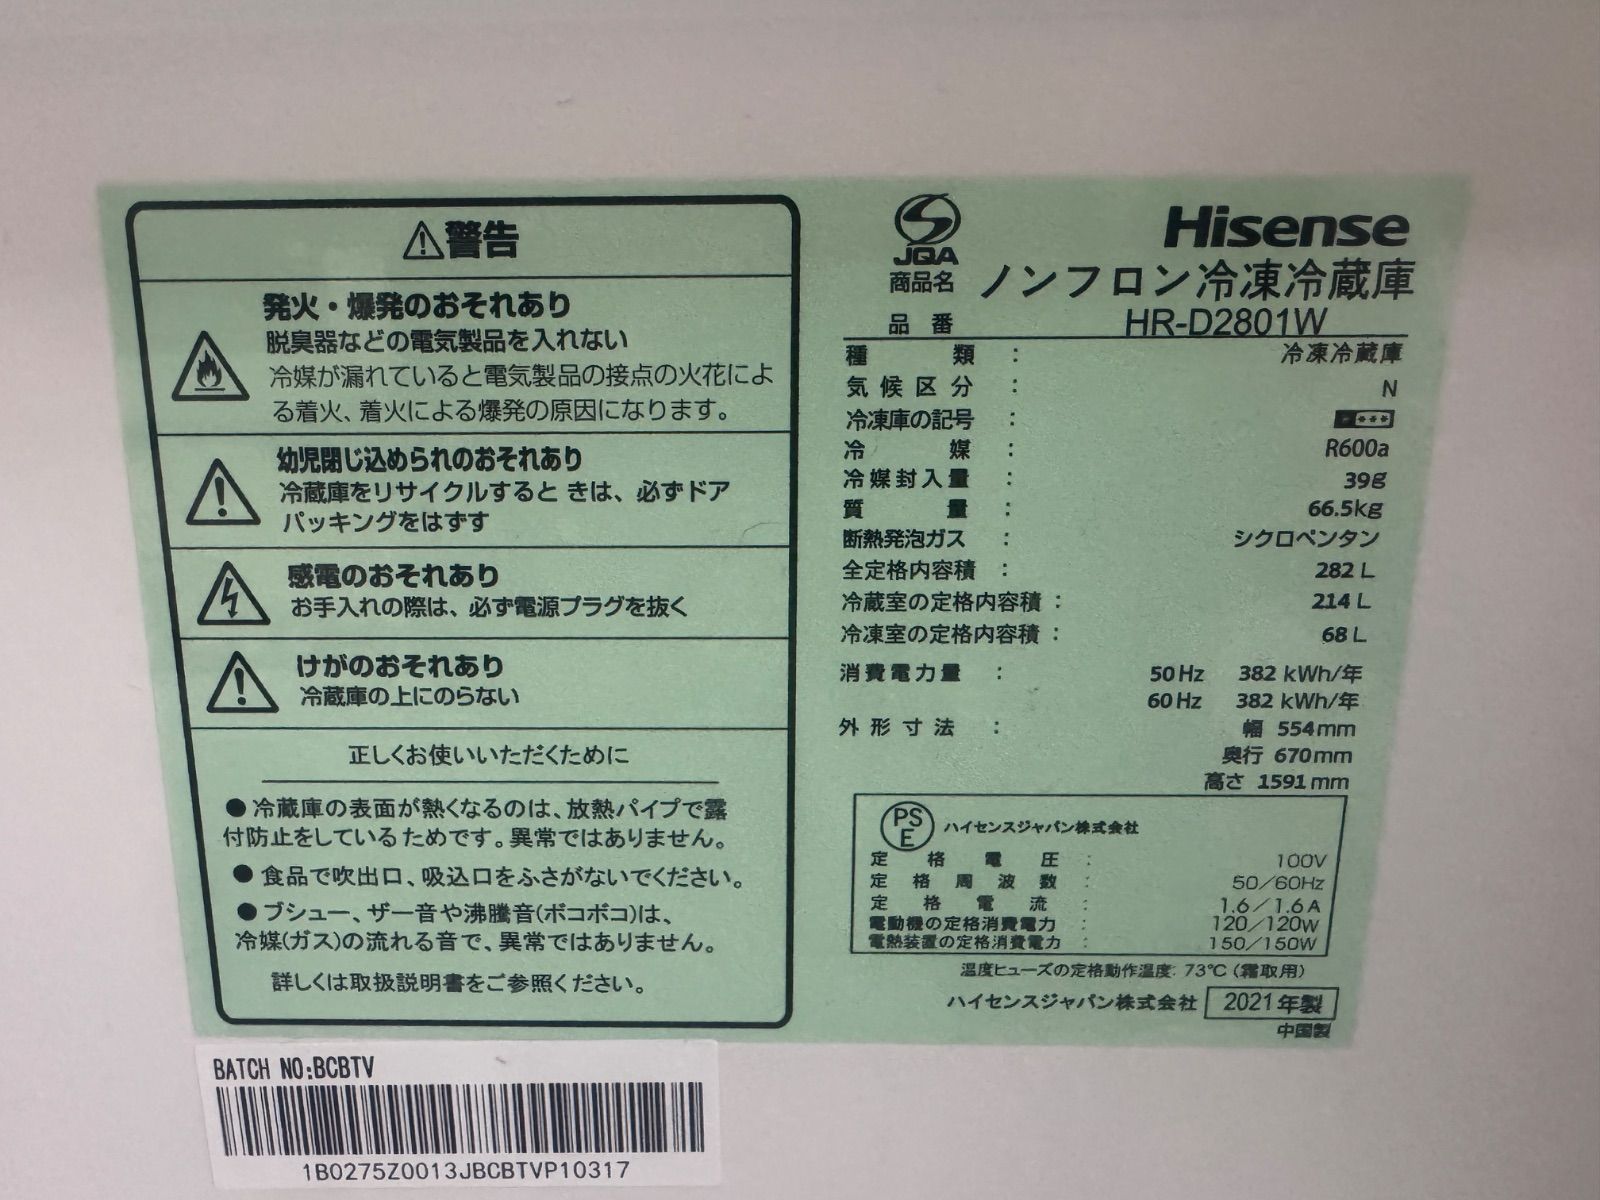 警告
発火・爆発のおそれあり
脱臭器などの電気製品を入れない
冷媒が漏れていると電気製品の接点の火花によ
る着火、着火による爆発の原因になります。
幼児閉じ込められのおそれあり
冷蔵庫をリサイクルするとき は、必ずドア
パッキングをはずす
感電のおそれあり
お手入れの際は、必ず電源プラグを抜く
けがのおそれあり
冷蔵庫の上にのらない
正しくお使いいただくために
●冷蔵庫の表面が熱くなるのは、放熱パイプで露
付防止をしているためです。異常ではありません。
●食品で吹出口、吸込口をふさがないでください。
●ブシュー、ザー音や沸騰音(ボコボコ)は、
冷媒(ガス)の流れる音で、異常ではありません。
詳しくは取扱説明書をご参照ください。
JQA
Hisense
商品名 ノンフロン冷凍冷蔵庫
品番 HR-D2801W
種類 : 冷凍冷蔵庫
気候区分 : N
冷凍庫の記号 : ****
冷媒 : R600a
冷媒封入量 : 39g
質量 : 66.5kg
断熱発泡ガス : シクロペンタン
全定格内容積 : 282 L
冷蔵室の定格内容積 : 214 L
冷凍室の定格内容積 : 68 L
消費電力量 : 50 Hz 382 kWh/年
60 Hz 382 kWh/年
外形寸法 : 幅 554mm
奥行 670mm
高さ 1591mm
PSE ハイセンスジャパン株式会社
定格電圧 : 100V
定格周波数 : 50/60Hz
定格電流 : 1.6/1.6A
電動機の定格消費電力 : 120/120W
電熱装置の定格消費電力 : 150/150W
温度ヒューズの定格動作温度: 73℃(霜取用)
ハイセンスジャパン株式会社 2021年製
中国製
BATCH NO:BCBTV
1B0275Z0013JBCBTVP10317